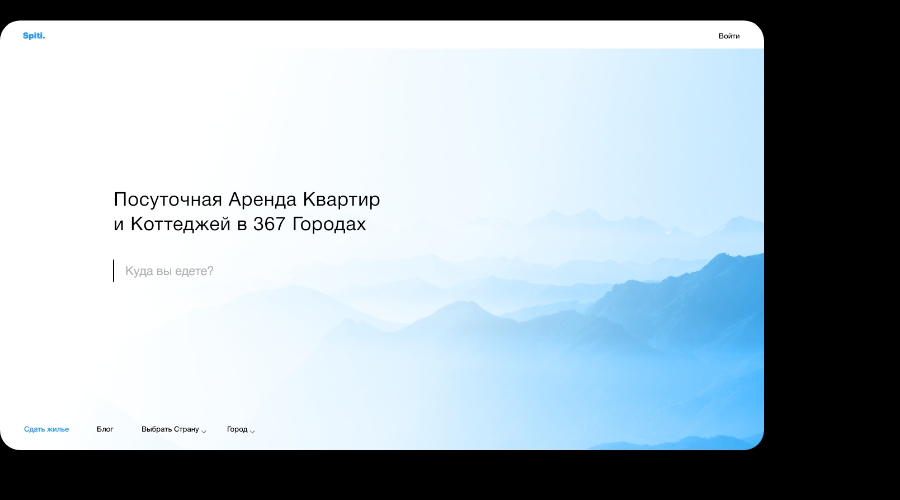 Spiti.
Войти
Посуточная Аренда Квартир
и Коттеджей в 367 Городах
Куда вы едете?
Сдать жилье
Блог
Выбрать Страну
Город